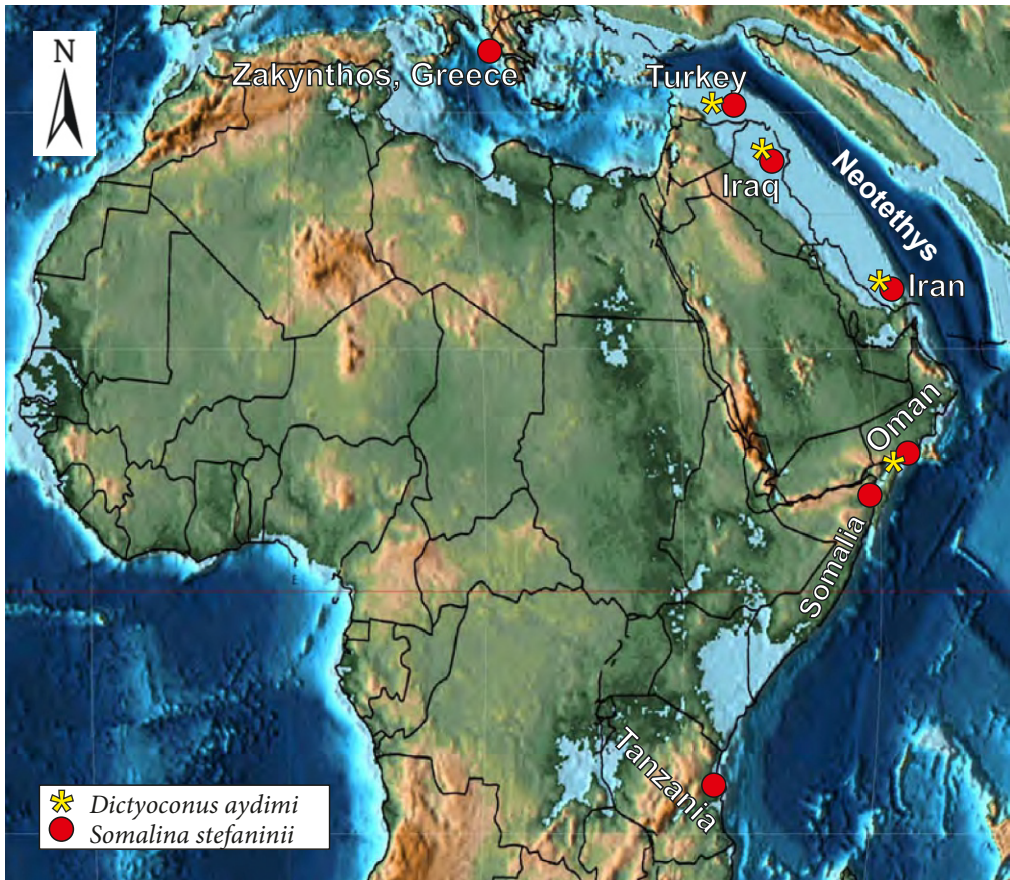 N
Zakynthos, Greece
Turkey
Iraq
Neotethys
Iran
Oman
Somalia
Tanzania
Dictyoconus aydimi
Somalina stefaninii